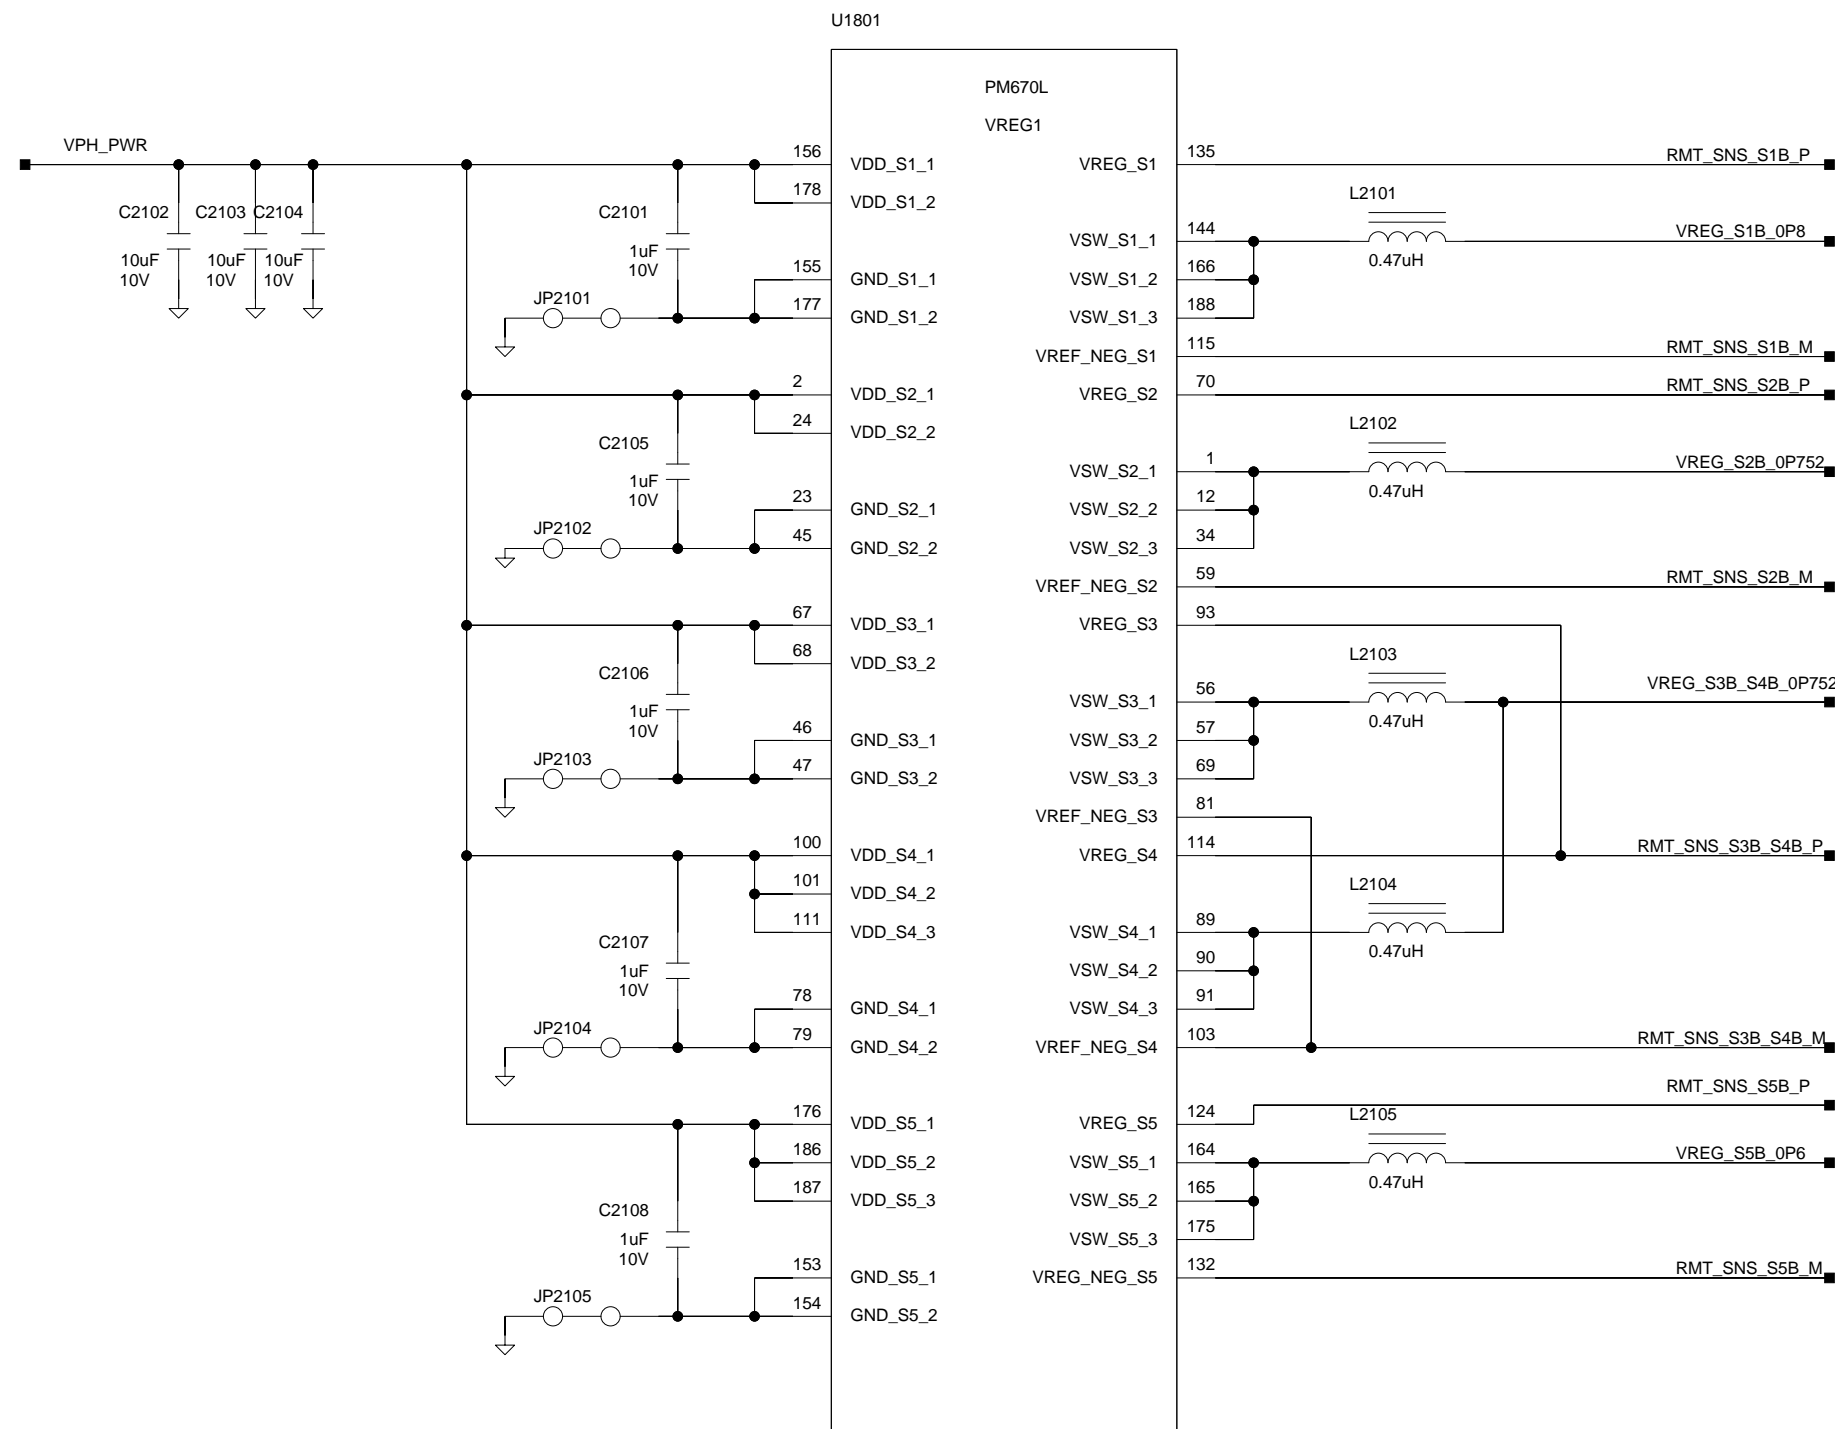 U1801
PM670L
VREG1
VPH_PWR
156 VDD_S1_1 VREG_S1 135 RMT_SNS_S1B_P
178 VDD_S1_2
L2101
C2102 C2103 C2104 C2101
144 VSW_S1_1 VREG_S1B_0P8
1uF
10V
10uF 10uF 10uF
10V 10V 10V
0.47uH
155 GND_S1_1 VSW_S1_2 166
JP2101
177 GND_S1_2 VSW_S1_3 188
VREF_NEG_S1 115 RMT_SNS_S1B_M
2 VDD_S2_1 VREG_S2 70 RMT_SNS_S2B_P
24 VDD_S2_2
L2102
C2105
1uF
10V
VSW_S2_1 1 VREG_S2B_0P752
0.47uH
23 GND_S2_1 VSW_S2_2 12
JP2102
45 GND_S2_2 VSW_S2_3 34
VREF_NEG_S2 59 RMT_SNS_S2B_M
67 VDD_S3_1 VREG_S3 93
68 VDD_S3_2
L2103
C2106
1uF
10V
VSW_S3_1 56 VREG_S3B_S4B_0P752
0.47uH
46 GND_S3_1 VSW_S3_2 57
JP2103
47 GND_S3_2 VSW_S3_3 69
VREF_NEG_S3 81
100 VDD_S4_1 VREG_S4 114 RMT_SNS_S3B_S4B_P
101 VDD_S4_2
L2104
111 VDD_S4_3 VSW_S4_1 89
C2107
1uF
10V
0.47uH
VSW_S4_2 90
78 GND_S4_1 VSW_S4_3 91
JP2104
79 GND_S4_2 VREF_NEG_S4 103 RMT_SNS_S3B_S4B_M
RMT_SNS_S5B_P
176 VDD_S5_1 VREG_S5 124
L2105
186 VDD_S5_2 VSW_S5_1 164 VREG_S5B_0P6
0.47uH
187 VDD_S5_3 VSW_S5_2 165
C2108
1uF
10V
VSW_S5_3 175
153 GND_S5_1 VREG_NEG_S5 132 RMT_SNS_S5B_M
JP2105
154 GND_S5_2